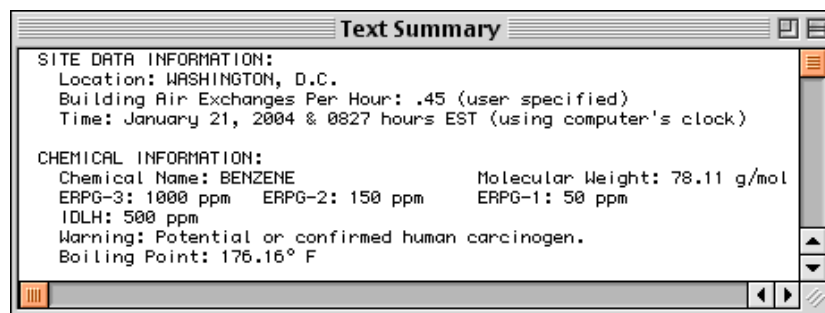 Text Summary
SITE DATA INFORMATION:
Location: WASHINGTON, D.C.
Building Air Exchanges Per Hour: .45 (user specified)
Time: January 21, 2004 & 0827 hours EST (using computer's clock)
CHEMICAL INFORMATION:
Chemical Name: BENZENE Molecular Weight: 78.11 g/mol
ERPG-3: 1000 ppm ERPG-2: 150 ppm ERPG-1: 50 ppm
IDLH: 500 ppm
Warning: Potential or confirmed human carcinogen.
Boiling Point: 176.16° F